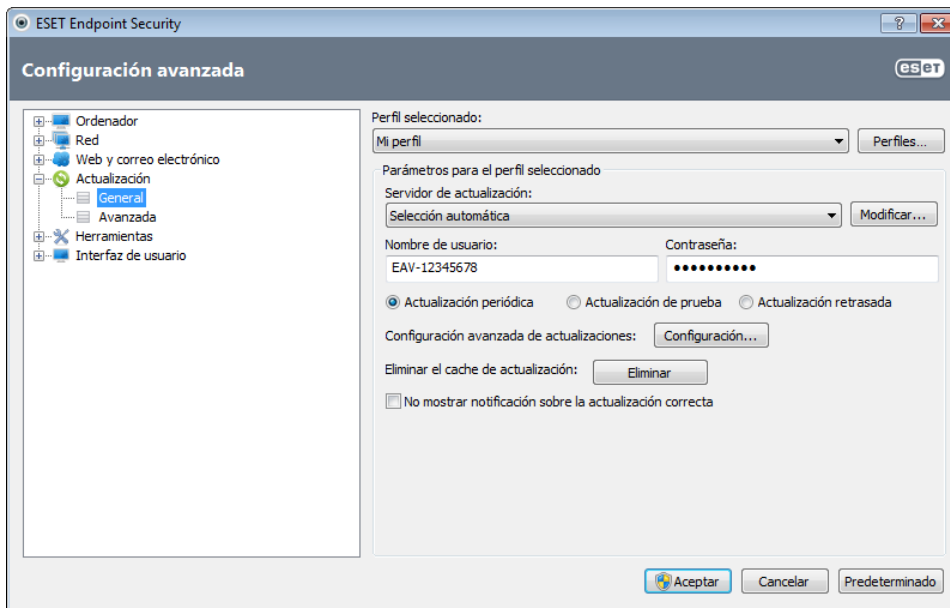 ESET Endpoint Security
Configuración avanzada
eseT
Ordenador
Red
Web y correo electrónico
Actualización
General
Avanzada
Herramientas
Interfaz de usuario
Perfil seleccionado:
Mi perfil
Perfiles...
Parámetros para el perfil seleccionado
Servidor de actualización:
Selección automática
Modificar...
Nombre de usuario:
Contraseña:
EAV-12345678
●●●●●●●●●●
Actualización periódica
Actualización de prueba
Actualización retrasada
Configuración avanzada de actualizaciones:
Configuración...
Eliminar el cache de actualización:
Eliminar
No mostrar notificación sobre la actualización correcta
Aceptar
Cancelar
Predeterminado